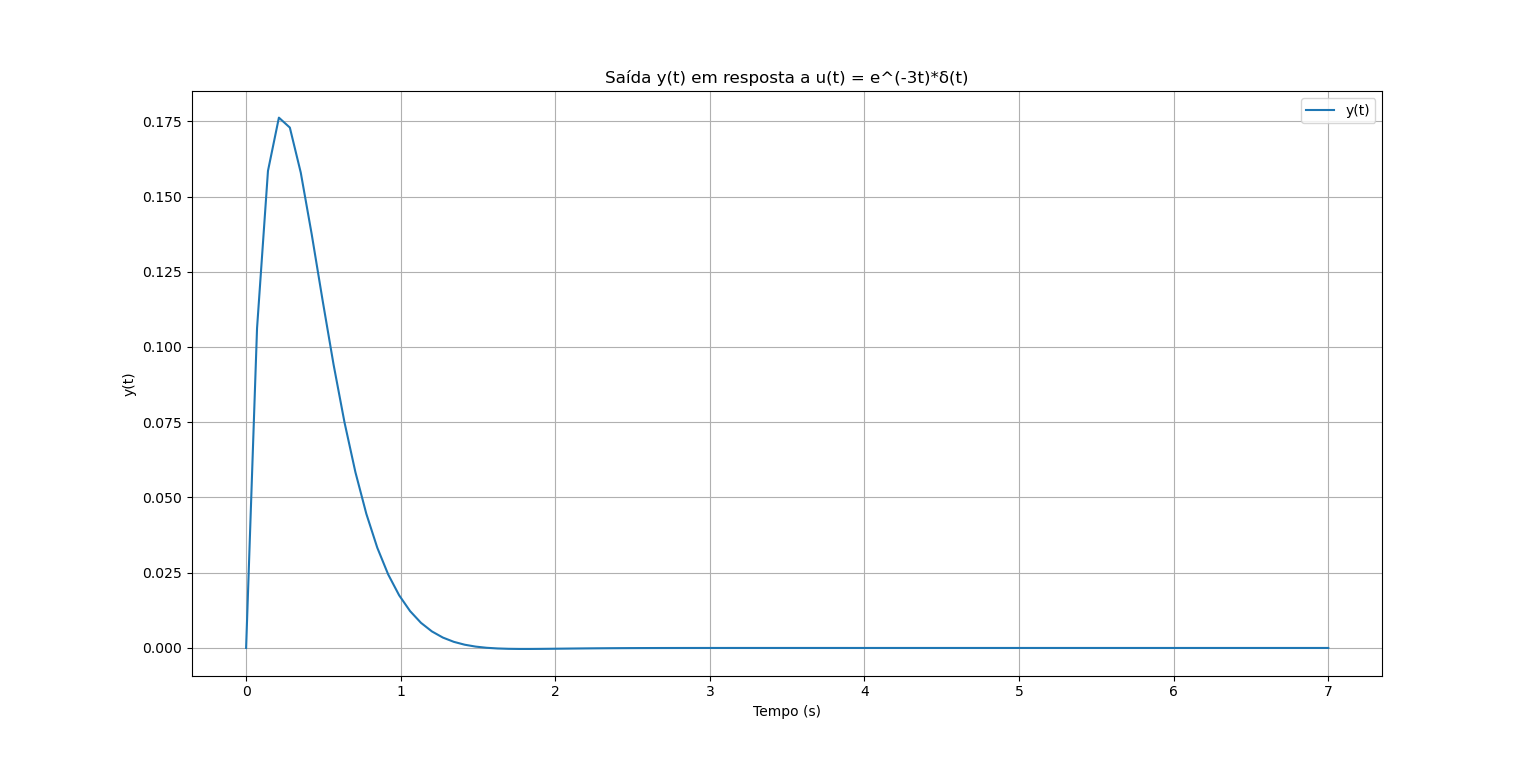 Saída y(t) em resposta a u(t) = e^(-3t)*δ(t)
y(t)
0.175
0.150
0.125
0.100
0.075
0.050
0.025
0.000
y(t)
0 1 2 3 4 5 6 7
Tempo (s)